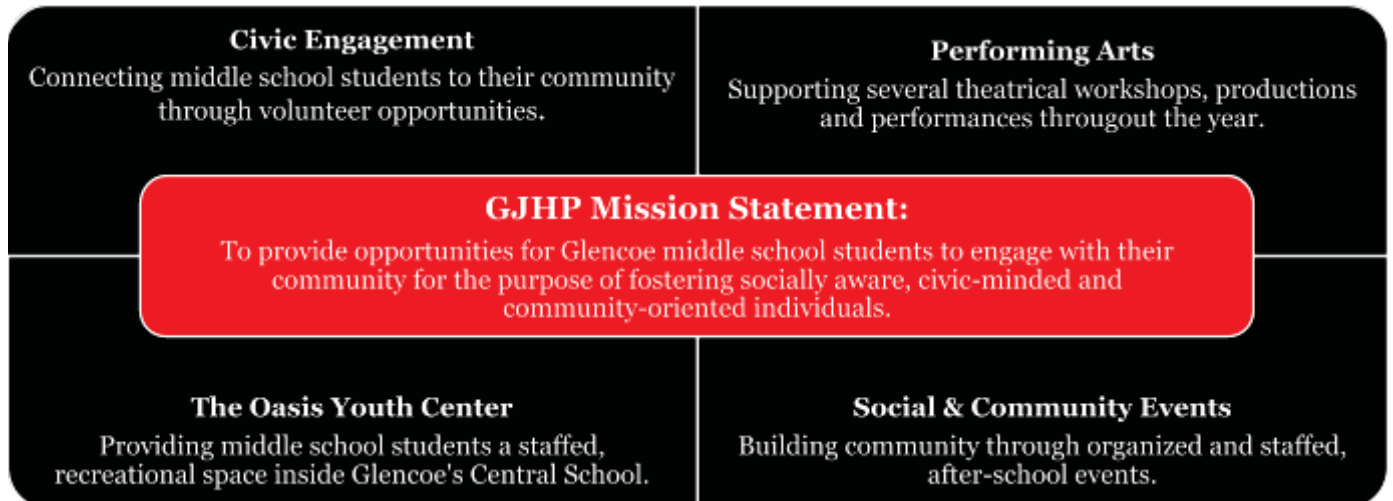 Civic Engagement
Connecting middle school students to their community
through volunteer opportunities.
Performing Arts
Supporting several theatrical workshops, productions
and performances througout the year.
GJHP Mission Statement:
To provide opportunities for Glencoe middle school students to engage with their
community for the purpose of fostering socially aware, civic-minded and
community-oriented individuals.
The Oasis Youth Center
Providing middle school students a staffed,
recreational space inside Glencoe's Central School.
Social & Community Events
Building community through organized and staffed,
after-school events.